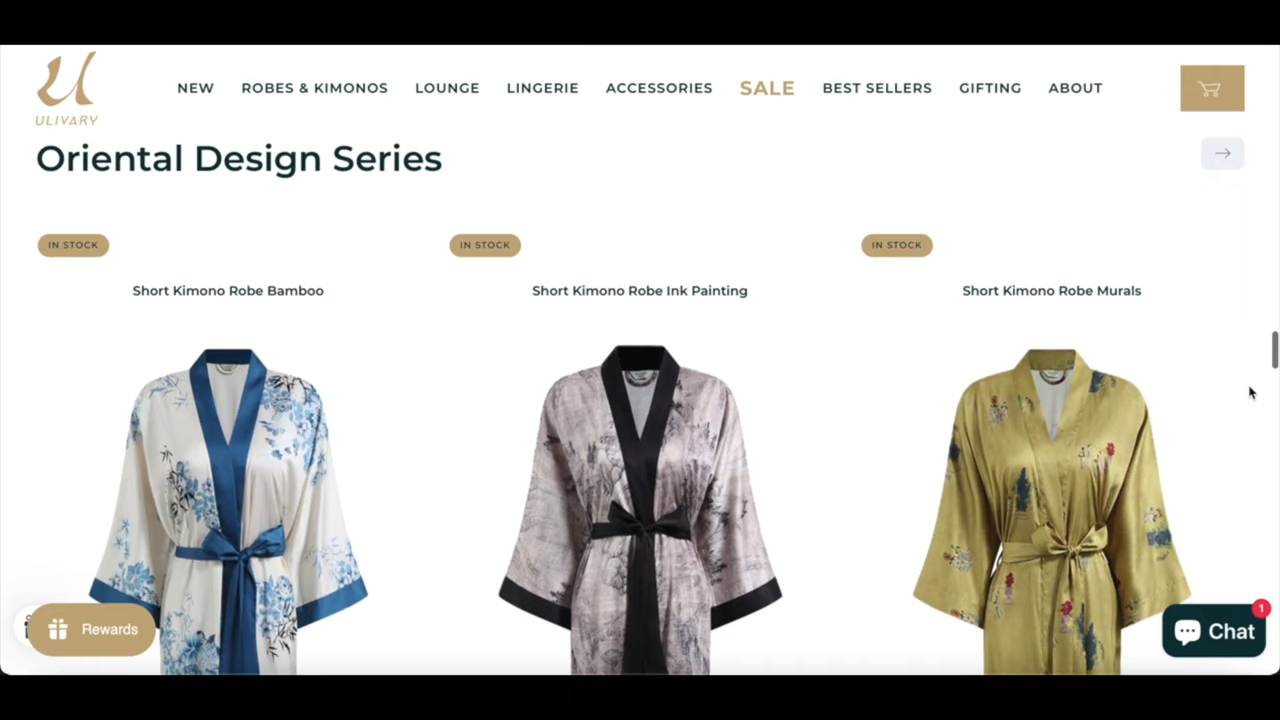 U
ULIVARY
NEW ROBES & KIMONOS LOUNGE LINGERIE ACCESSORIES SALE BEST SELLERS GIFTING ABOUT
Oriental Design Series
IN STOCK IN STOCK IN STOCK
Short Kimono Robe Bamboo Short Kimono Robe Ink Painting Short Kimono Robe Murals
Rewards
1
Chat